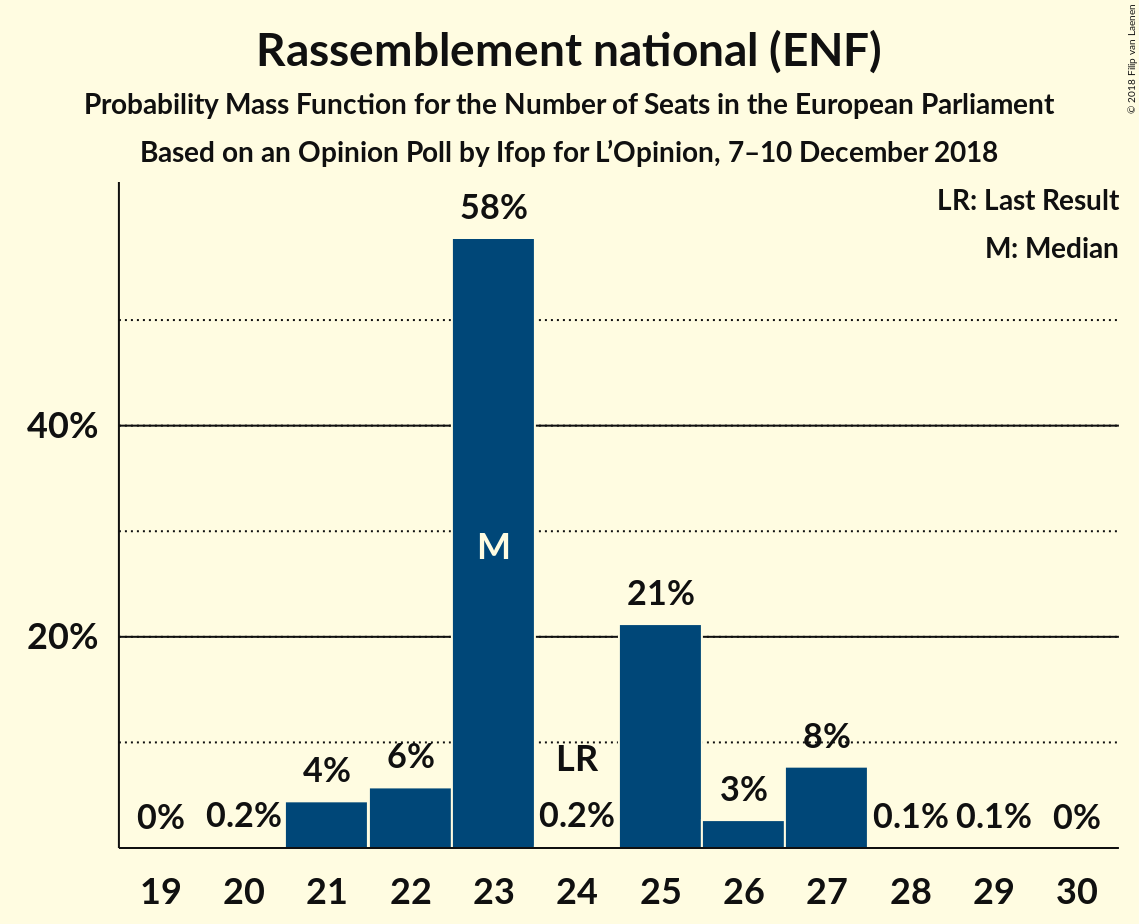 Rassemblement national (ENF)
Probability Mass Function for the Number of Seats in the European Parliament
Based on an Opinion Poll by Ifop for L’Opinion, 7–10 December 2018
© 2018 Filip van Laenen
LR: Last Result
M: Median
40%
20%
0%
0.2%
4%
6%
58%
M
LR
0.2%
21%
3%
8%
0.1%
0.1%
0%
19 20 21 22 23 24 25 26 27 28 29 30